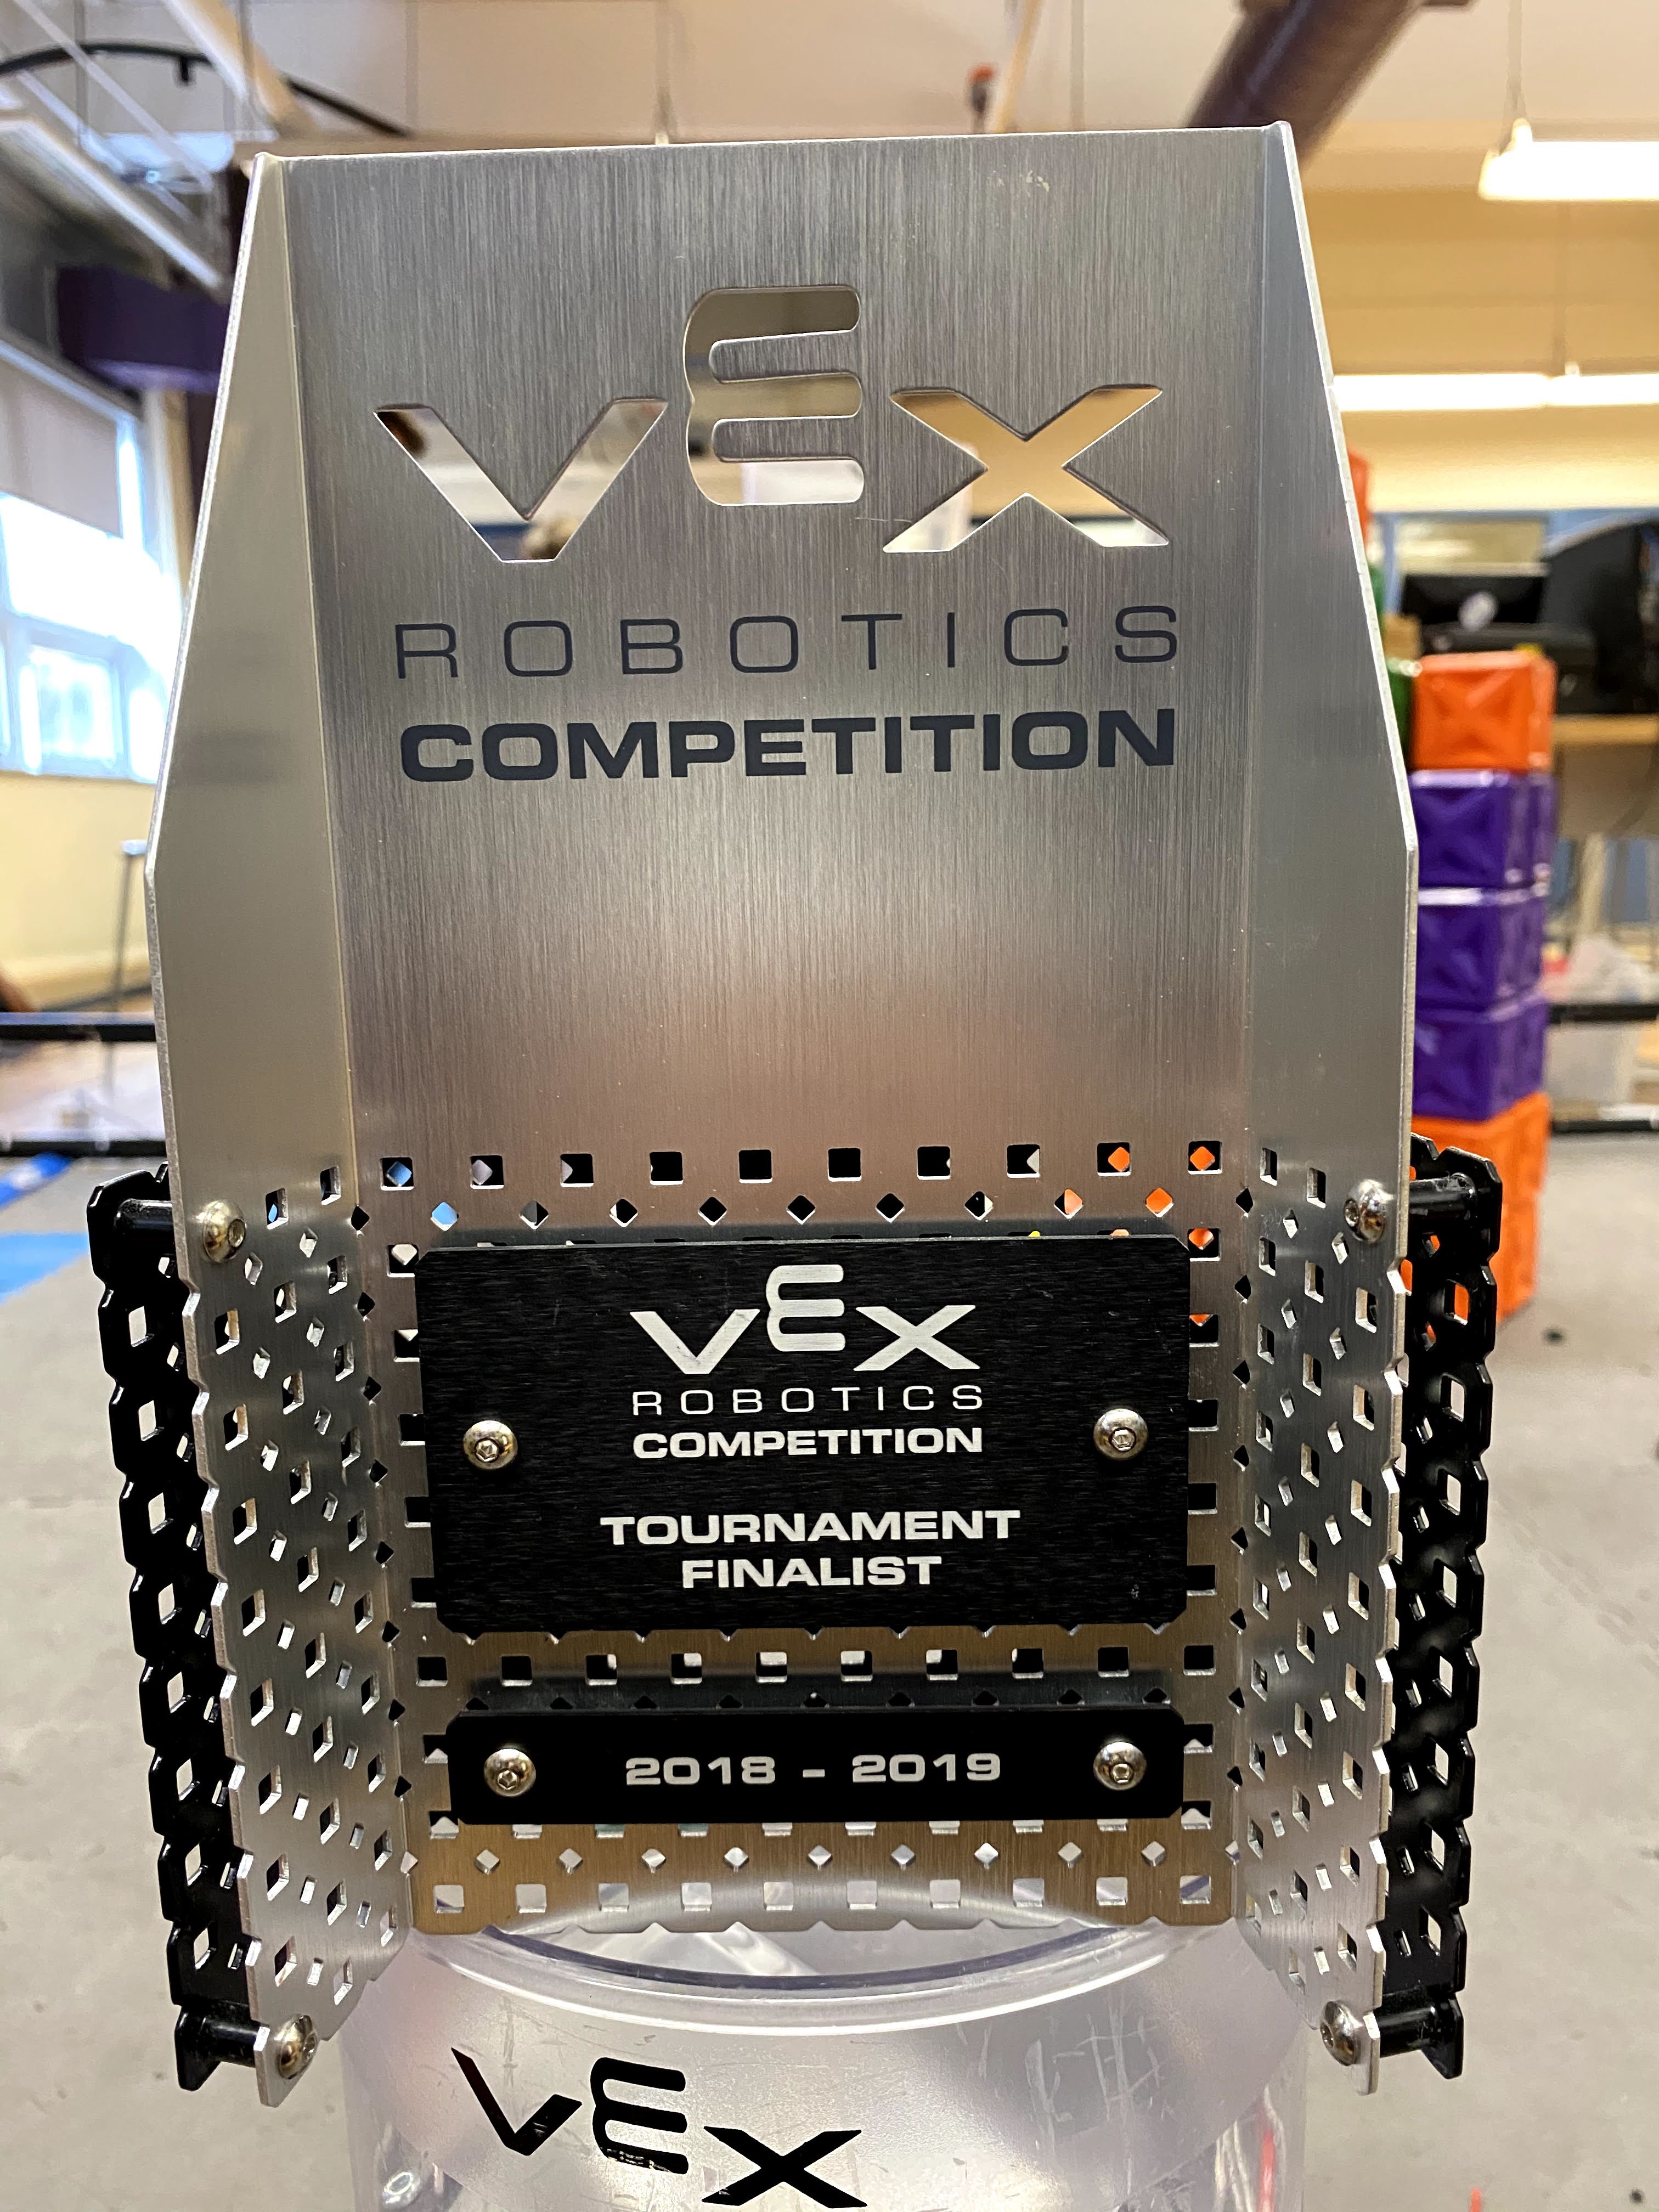 VEX
ROBOTICS
COMPETITION
VEX
ROBOTICS
COMPETITION
TOURNAMENT
FINALIST
2018 - 2019
VEX